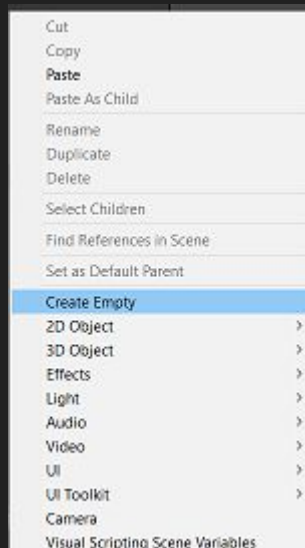 Cut
Copy
Paste
Paste As Child
Rename
Duplicate
Delete
Select Children
Find References in Scene
Set as Default Parent
Create Empty
2D Object
3D Object
Effects
Light
Audio
Video
UI
UI Toolkit
Camera
Visual Scripting Scene Variables